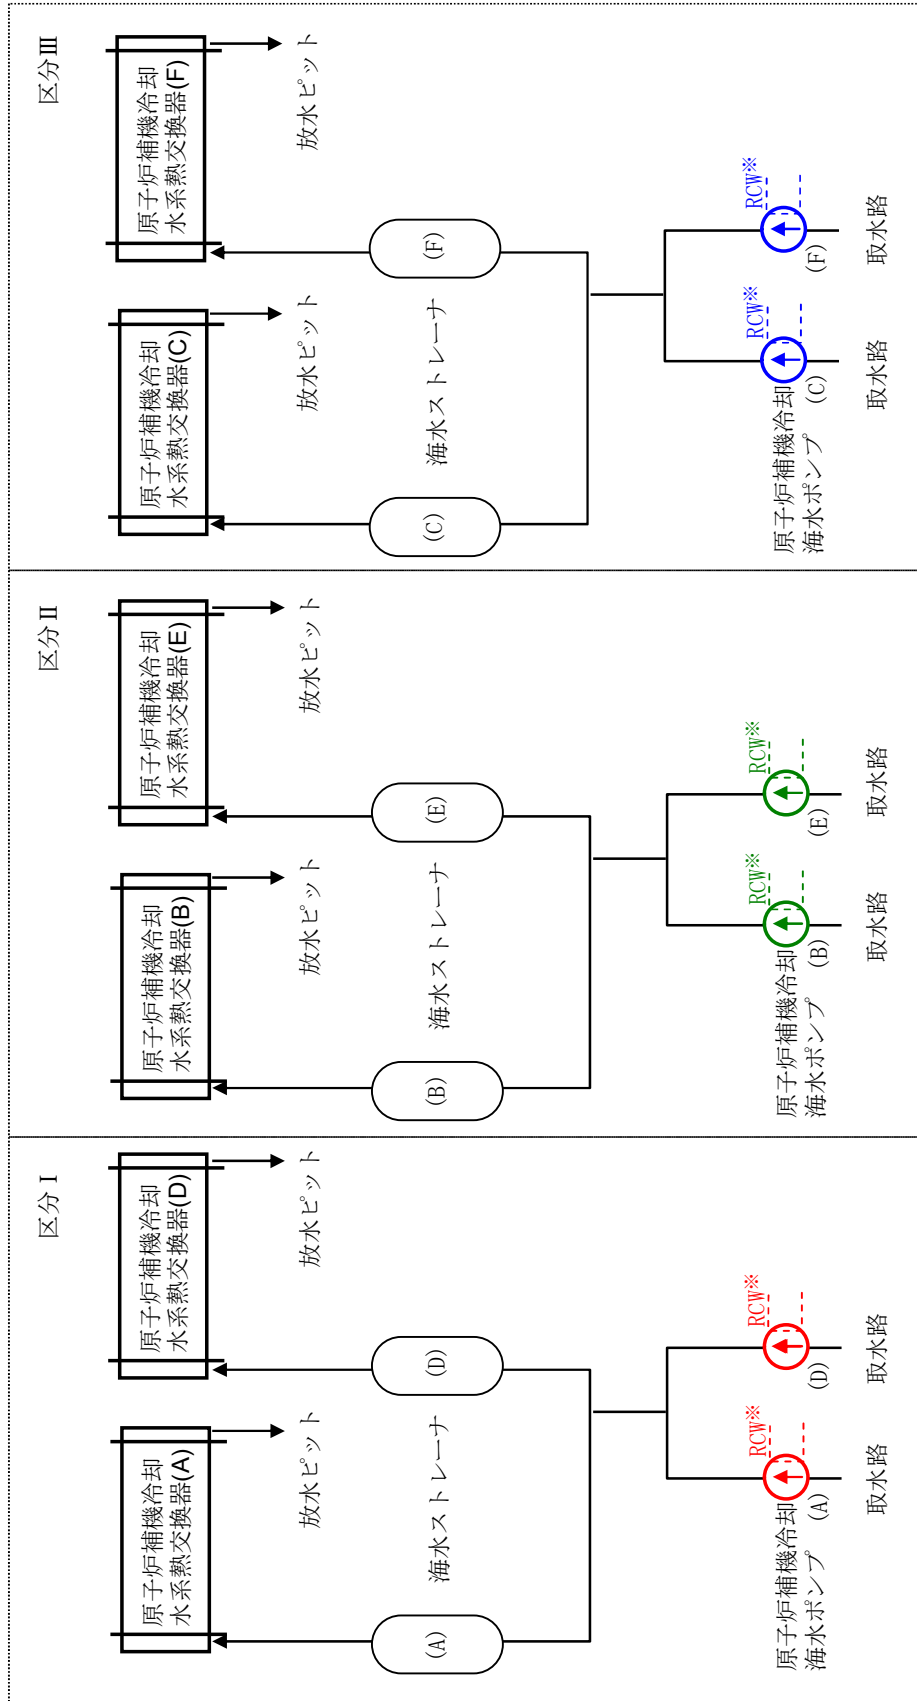 区分Ⅰ
原子炉補機冷却
水系熱交換器(A)
原子炉補機冷却
水系熱交換器(D)
放水ピット
放水ピット
(A)
海水ストレーナ
(D)
RCW※
RCW※
原子炉補機冷却
海水ポンプ
(A)
(D)
取水路
取水路
区分Ⅱ
原子炉補機冷却
水系熱交換器(B)
原子炉補機冷却
水系熱交換器(E)
放水ピット
放水ピット
(B)
海水ストレーナ
(E)
RCW※
RCW※
原子炉補機冷却
海水ポンプ
(B)
(E)
取水路
取水路
区分Ⅲ
原子炉補機冷却
水系熱交換器(C)
原子炉補機冷却
水系熱交換器(F)
放水ピット
放水ピット
(C)
海水ストレーナ
(F)
RCW※
RCW※
原子炉補機冷却
海水ポンプ
(C)
(F)
取水路
取水路